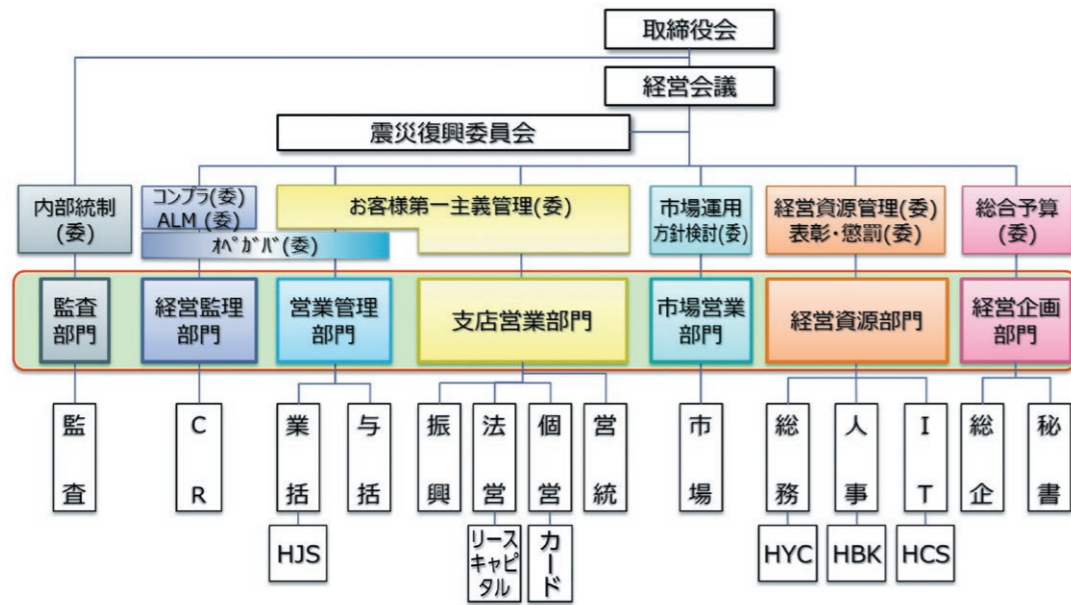 取締役会
経営会議
震災復興委員会
内部統制
(委)
コンプラ(委)
ALM (委)
オペガバ(委)
お客様第一主義管理(委)
市場運用
方針検討(委)
経営資源管理(委)
表彰・懲罰(委)
総合予算
(委)
監査
部門
経営監理
部門
営業管理
部門
支店営業部門
市場営業
部門
経営資源部門
経営企画
部門
監査
CR
業括
与括
振興
法営
個営
営統
市場
総務
人事
IT
総企
秘書
HJS
リース
キャピ
タル
カード
HYC
HBK
HCS